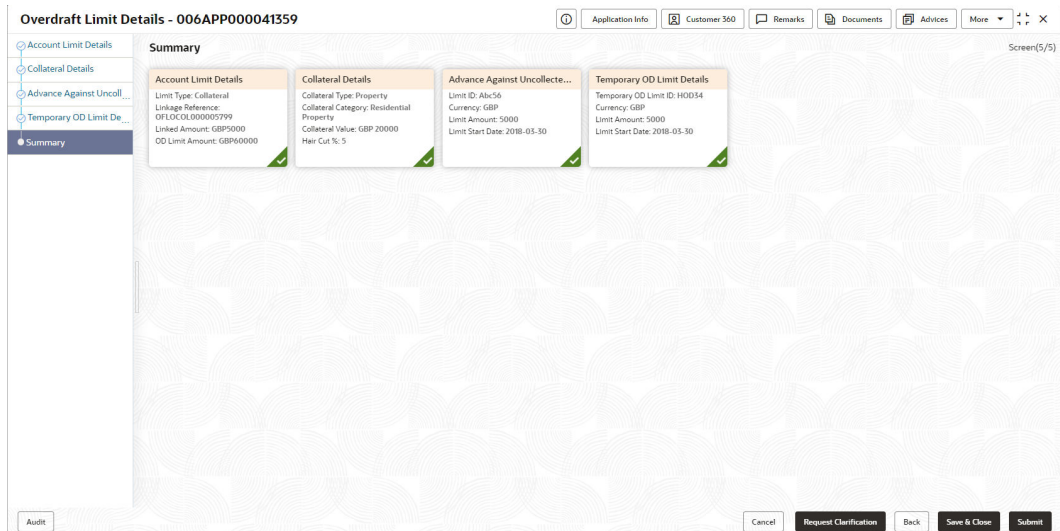 Overdraft Limit Details - 006APP000041359
Application Info
Customer 360
Remarks
Documents
Advices
More
Account Limit Details
Collateral Details
Advance Against Uncoll...
Temporary OD Limit De...
Summary
Summary
Screen(5/5)
Account Limit Details
Limit Type: Collateral
Linkage Reference:
OFLOCOL000005799
Linked Amount: GBP5000
OD Limit Amount: GBP60000
Collateral Details
Collateral Type: Property
Collateral Category: Residential
Property
Collateral Value: GBP 20000
Hair Cut %: 5
Advance Against Uncollecte...
Limit ID: Abc56
Currency: GBP
Limit Amount: 5000
Limit Start Date: 2018-03-30
Temporary OD Limit Details
Temporary OD Limit ID: HOD34
Currency: GBP
Limit Amount: 5000
Limit Start Date: 2018-03-30
Audit
Cancel
Request Clarification
Back
Save & Close
Submit